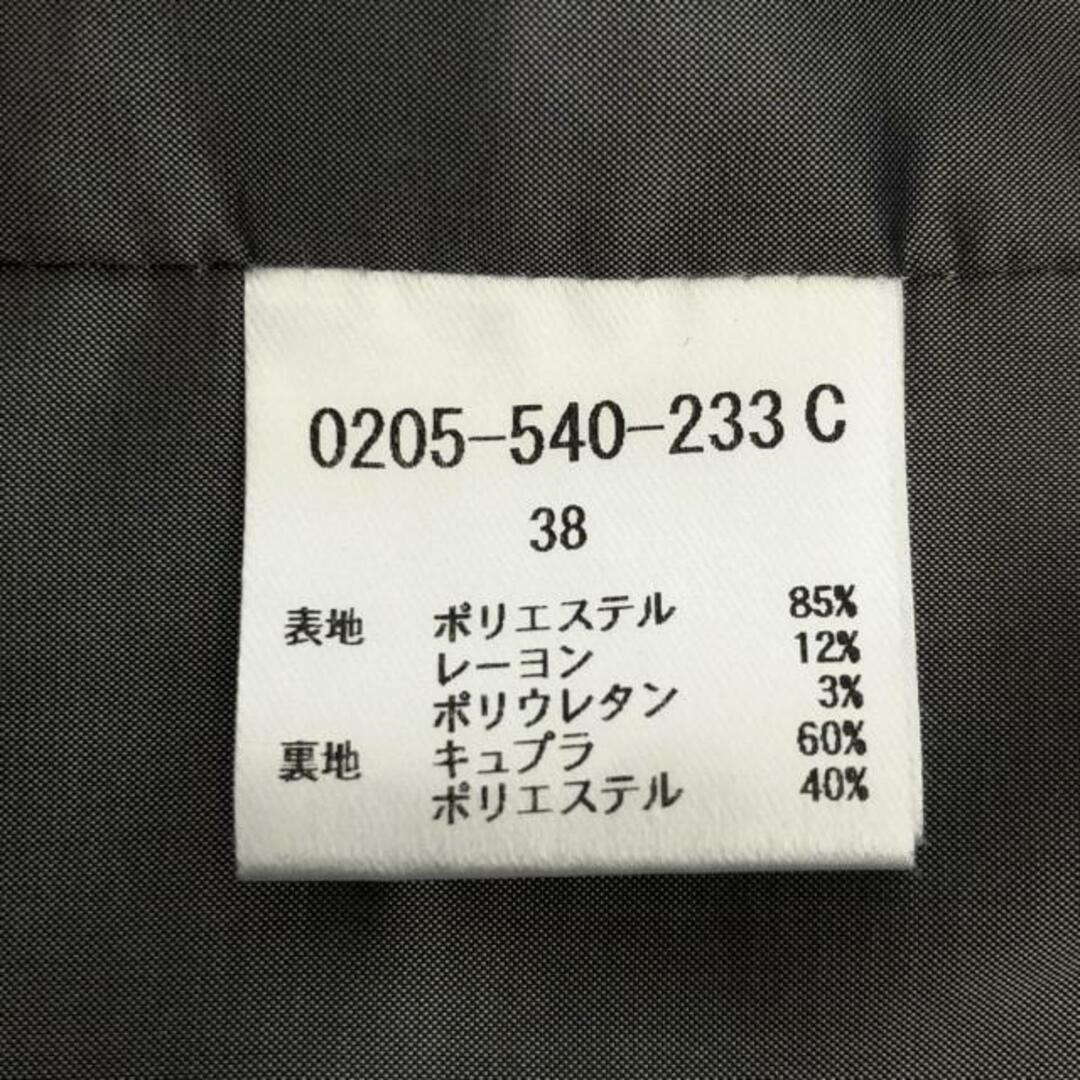 0205-540-233 C
38
表地 ポリエステル 85%
レーヨン 12%
ポリウレタン 3%
裏地 キュプラ 60%
ポリエステル 40%